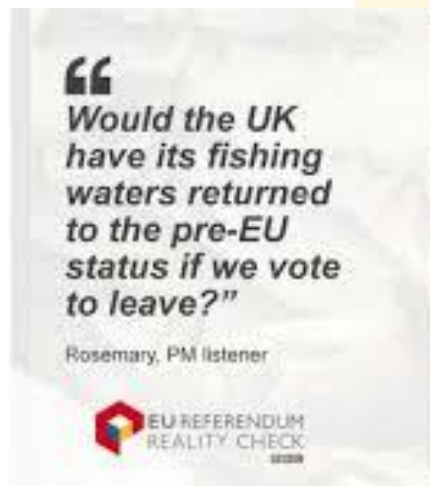 “
Would the UK
have its fishing
waters returned
to the pre-EU
status if we vote
to leave?”
Rosemary, PM listener
EU REFERENDUM
REALITY CHECK